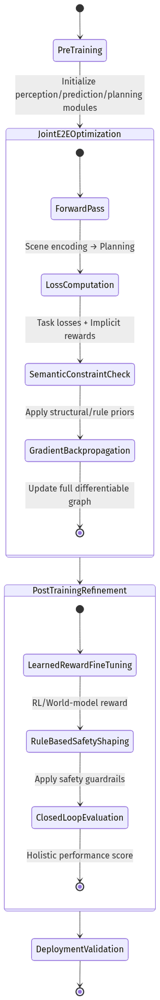 PreTraining
Initialize
perception/prediction/planning
modules
JointE2EOptimization
ForwardPass
Scene encoding → Planning
LossComputation
Task losses + Implicit
rewards
SemanticConstraintCheck
Apply structural/rule priors
GradientBackpropagation
Update full differentiable
graph
PostTrainingRefinement
LearnedRewardFineTuning
RL/World-model reward
RuleBasedSafetyShaping
Apply safety guardrails
ClosedLoopEvaluation
Holistic performance score
DeploymentValidation